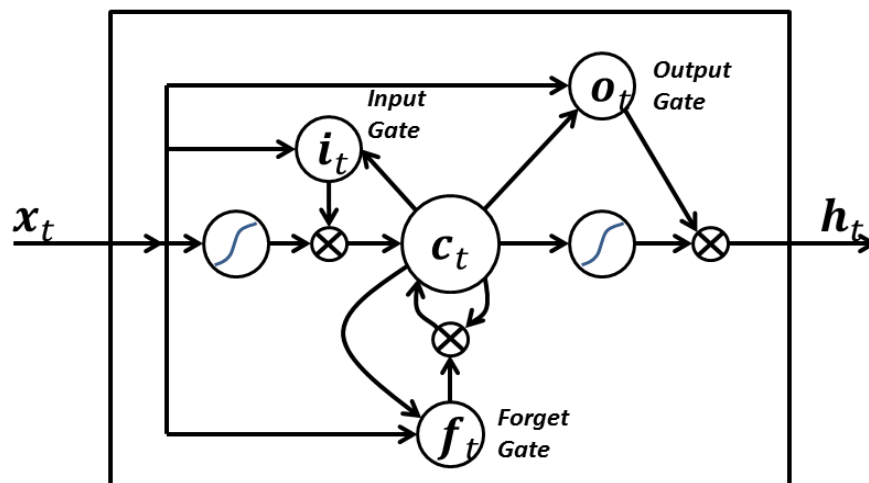 Output
Gate
o_t
Input
Gate
i_t
x_t
c_t
h_t
f_t
Forget
Gate